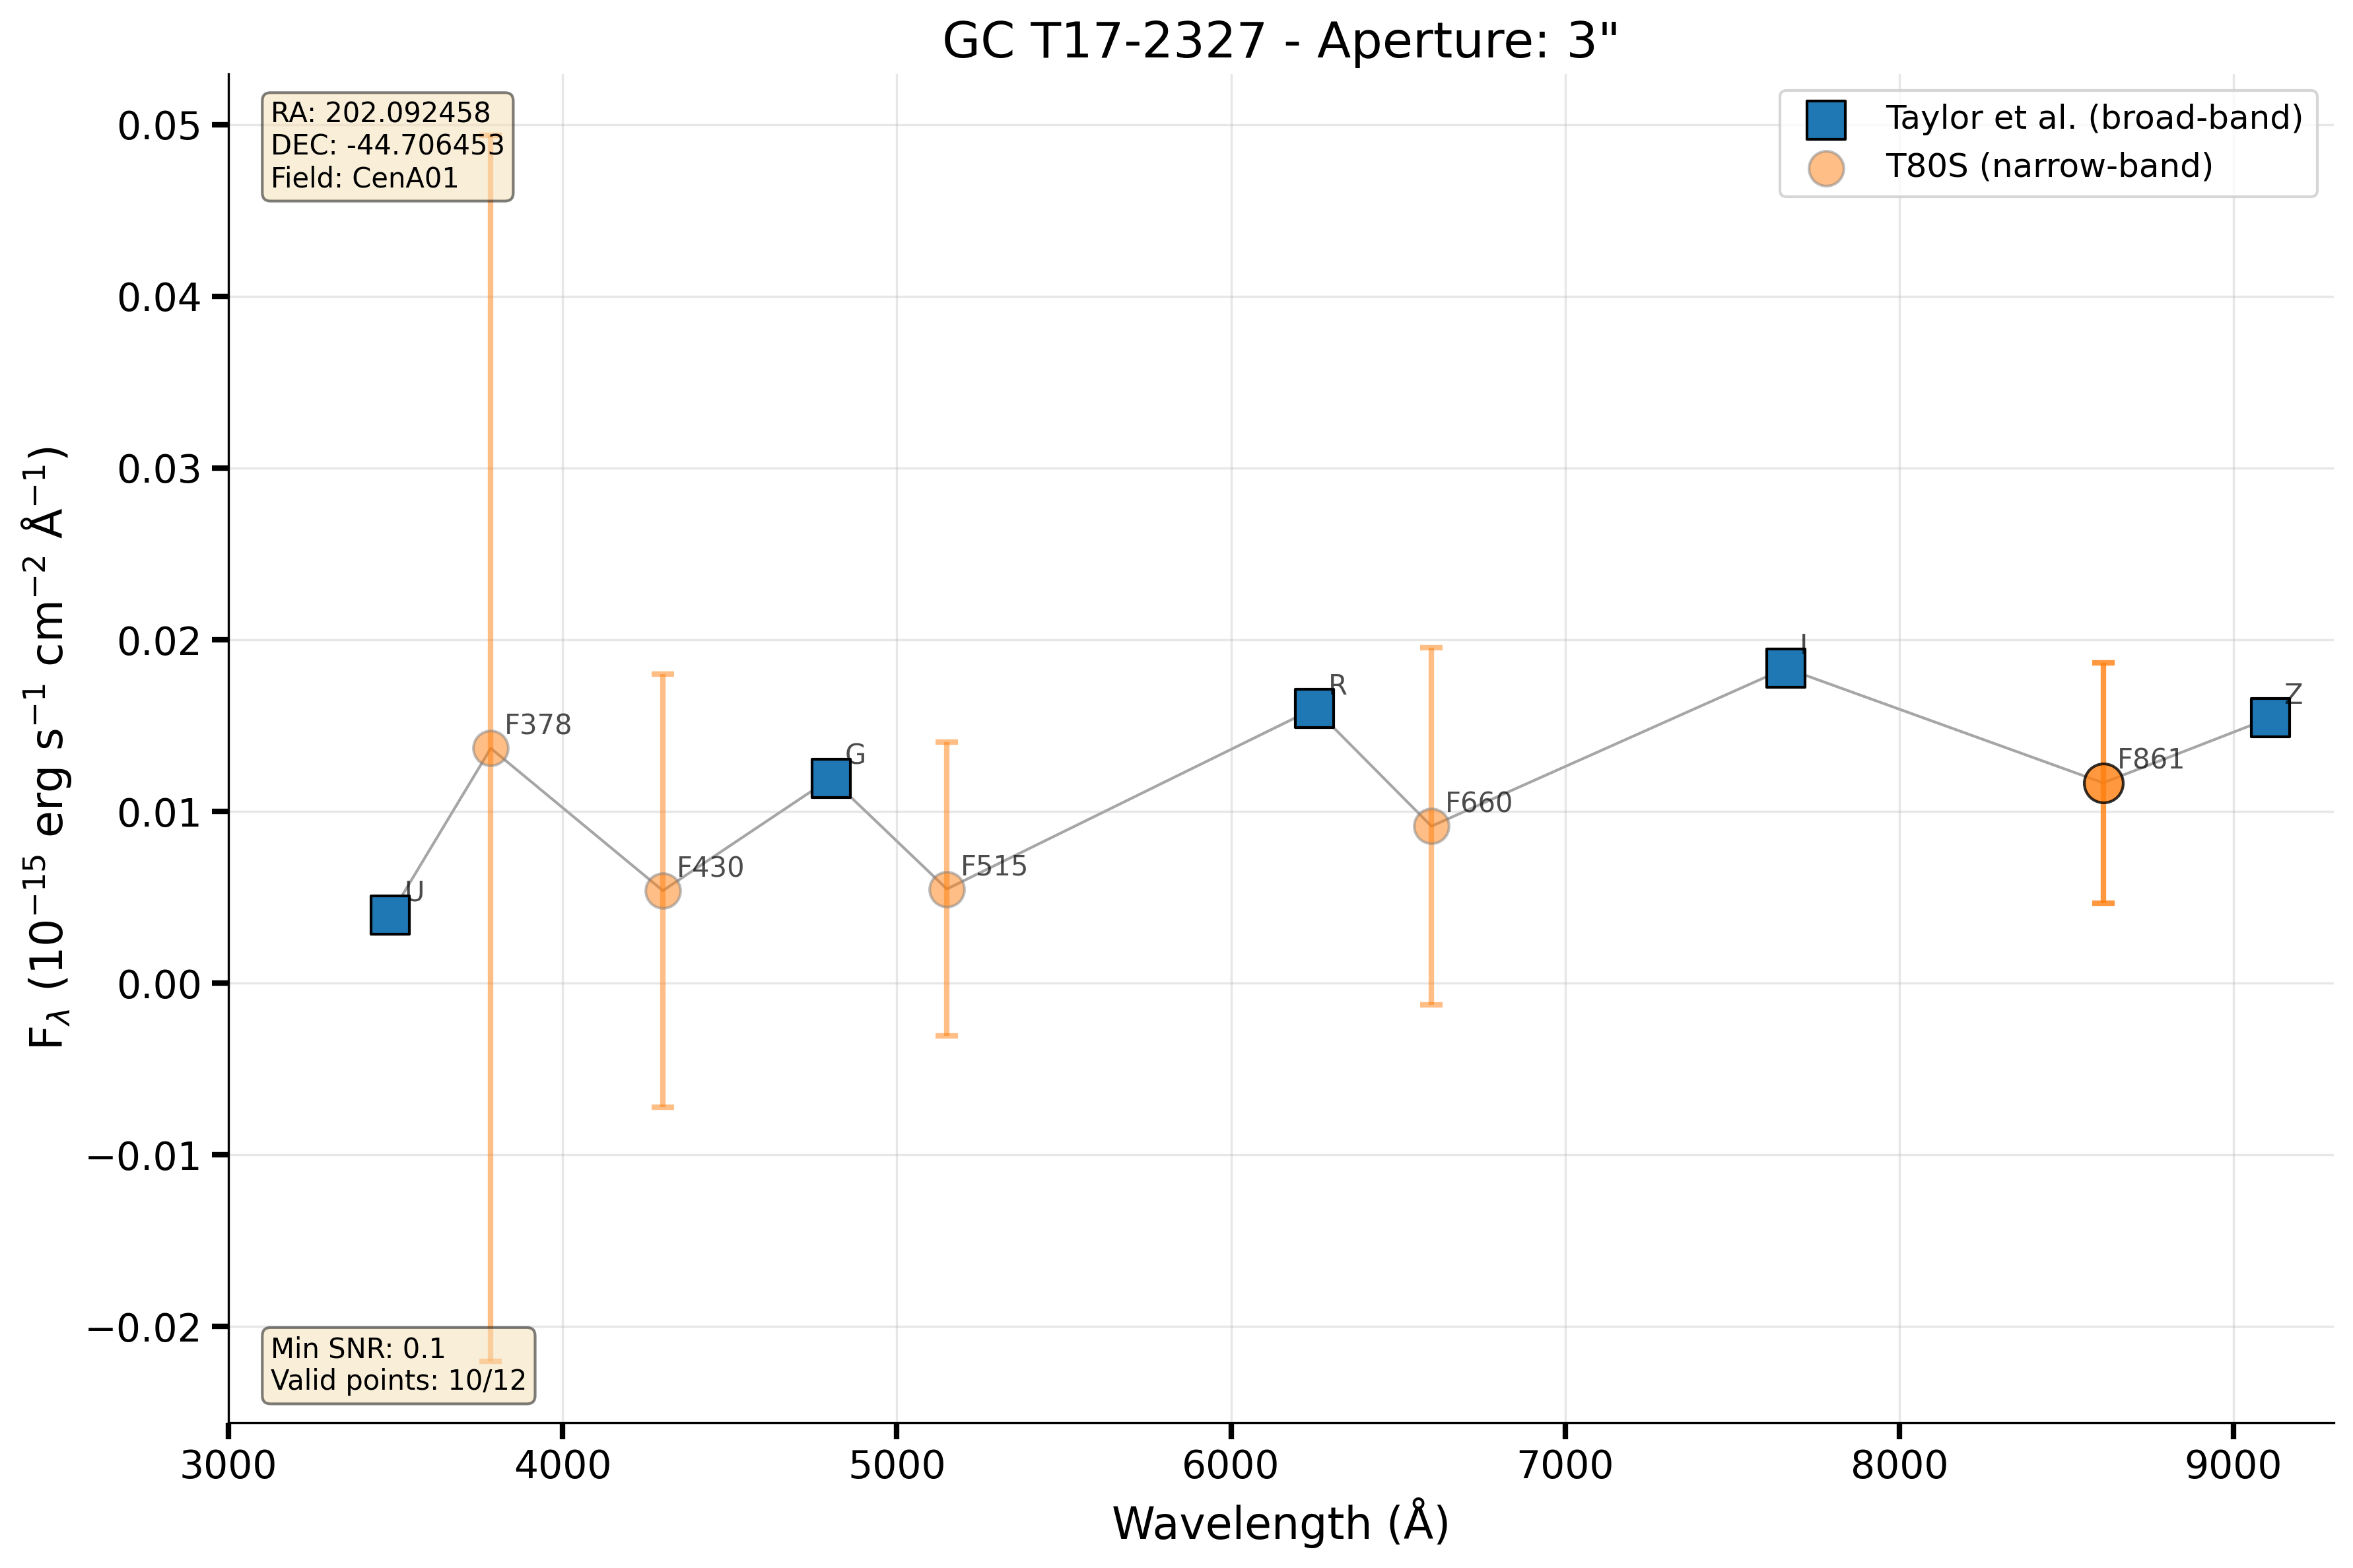 GC T17-2327 - Aperture: 3"
RA: 202.092458
DEC: -44.706453
Field: CenA01
Taylor et al. (broad-band)
T80S (narrow-band)
0.05
0.04
0.03
0.02
0.01
0.00
−0.01
−0.02
F_λ (10⁻¹⁵ erg s⁻¹ cm⁻² Å⁻¹)
U
F378
F430
G
F515
R
F660
I
F861
Z
Min SNR: 0.1
Valid points: 10/12
3000 4000 5000 6000 7000 8000 9000
Wavelength (Å)